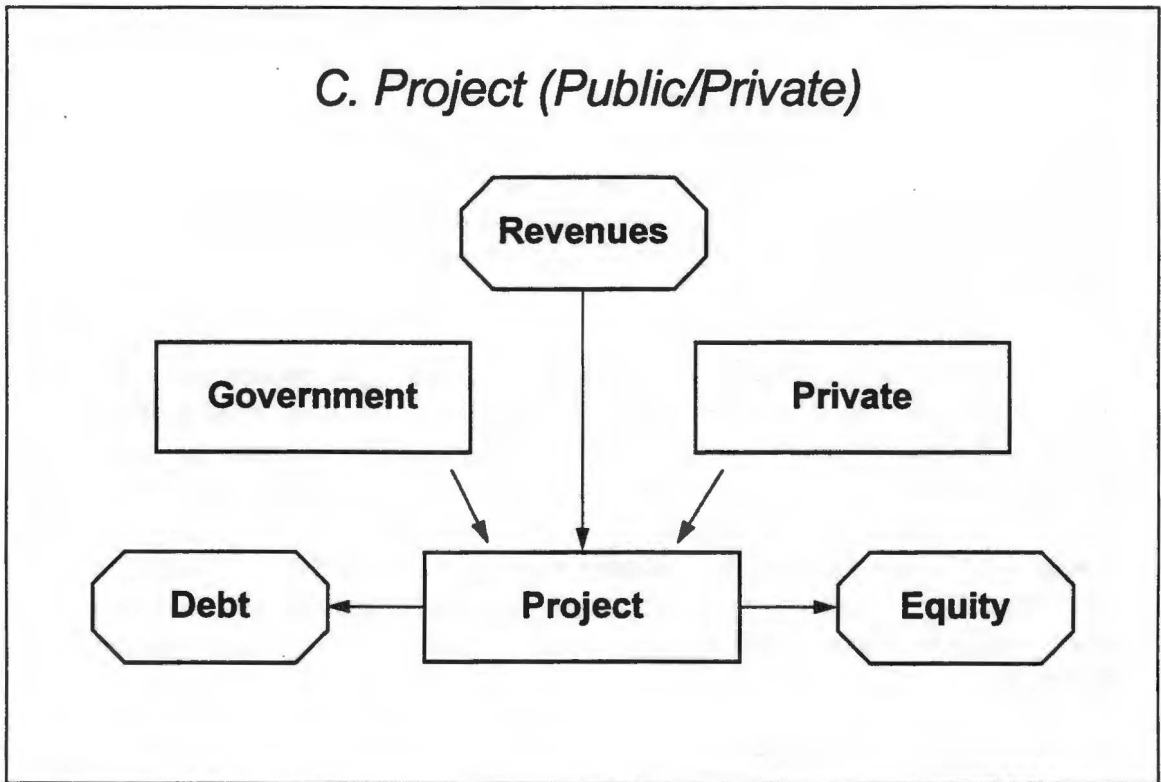 C. Project (Public/Private)
Revenues
Government
Private
Debt
Project
Equity